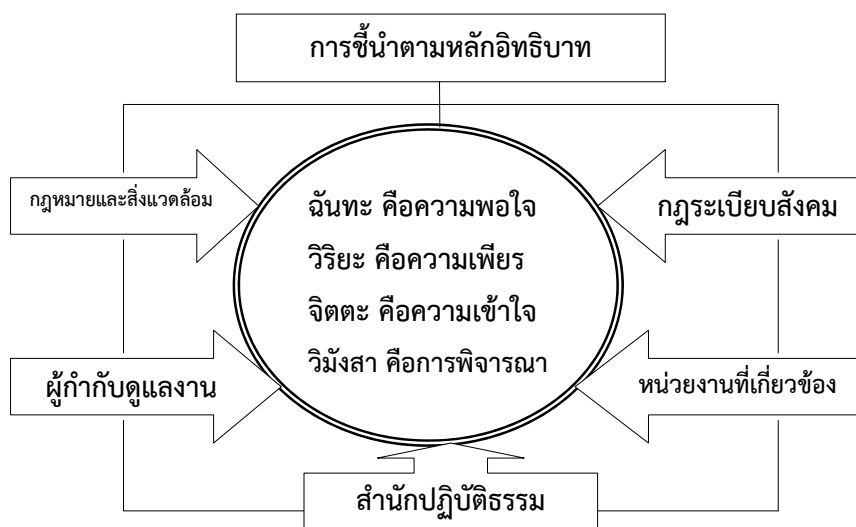 การชี้นำตามหลักอิทธิบาท
กฎหมายและสิ่งแวดล้อม
กฎระเบียบสังคม
ฉันทะ คือความพอใจ
วิริยะ คือความเพียร
จิตตะ คือความเข้าใจ
วิมังสา คือการพิจารณา
ผู้กำกับดูแลงาน
หน่วยงานที่เกี่ยวข้อง
สำนักปฏิบัติธรรม